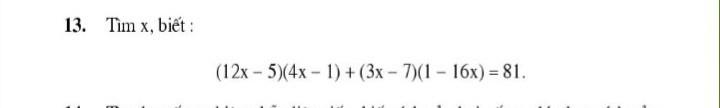 13. Tìm x, biết :
(12x – 5)(4x – 1) + (3x – 7)(1 – 16x) = 81.